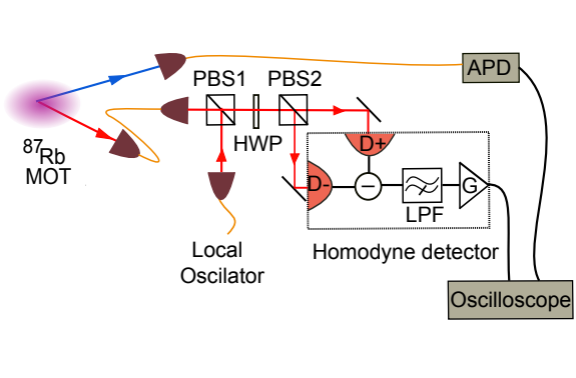 APD
PBS1 PBS2
HWP
87Rb
MOT
D+
D-
−
G
LPF
Local
Oscilator
Homodyne detector
Oscilloscope